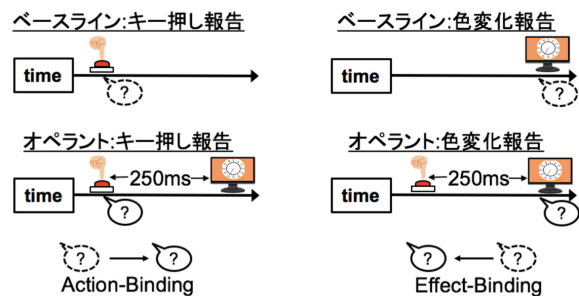 ベースライン:キー押し報告
time
?
ベースライン:色変化報告
time
?
オペラント:キー押し報告
time
250ms
?
オペラント:色変化報告
time
250ms
?
? ?
Action-Binding
? ?
Effect-Binding